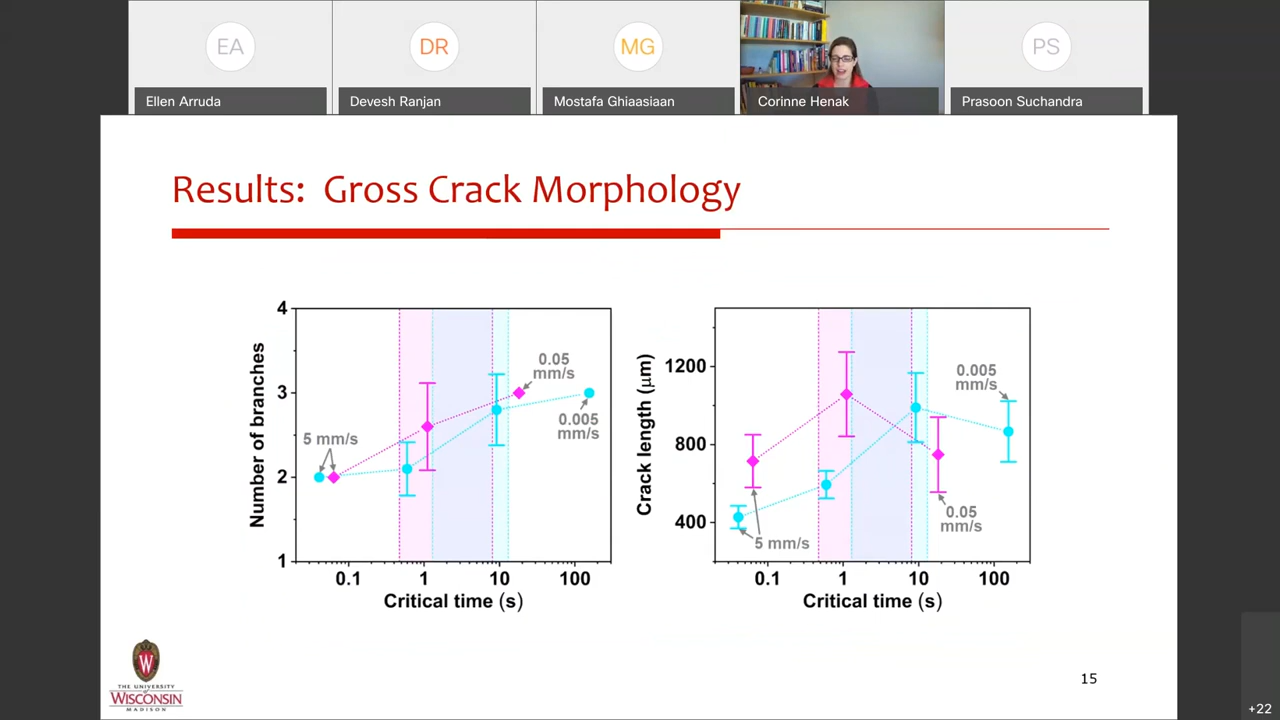 EA
DR
MG
PS
Ellen Arruda
Devesh Ranjan
Mostafa Ghiaasiaan
Corinne Henak
Prasoon Suchandra
Results: Gross Crack Morphology
4
3
2
1
Number of branches
0.1
1
10
100
Critical time (s)
5 mm/s
0.05
mm/s
0.005
mm/s
1200
800
400
Crack length (μm)
0.1
1
10
100
Critical time (s)
5 mm/s
0.005
mm/s
0.05
mm/s
W
THE UNIVERSITY
of
WISCONSIN
MADISON
15
+22